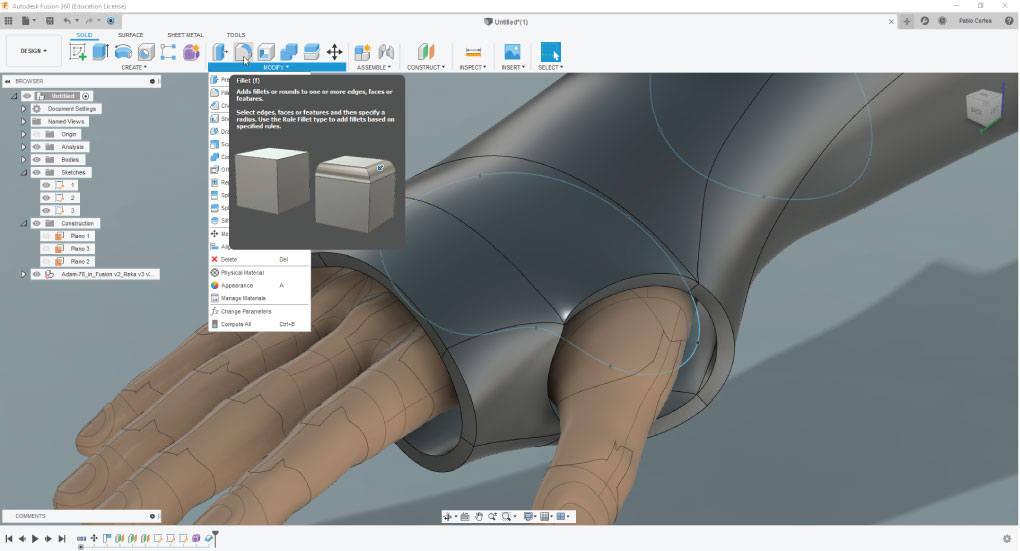 Autodesk Fusion 360 (Education License)
Untitled*(1)
Pablo Cortes
DESIGN
SOLID SURFACE SHEET METAL TOOLS
CREATE MODIFY ASSEMBLE CONSTRUCT INSPECT INSERT SELECT
BROWSER
Untitled
Document Settings
Named Views
Origin
Analysis
Bodies
Sketches
1
2
3
Construction
Plano 1
Plano 3
Plano 2
Adam-78_in_Fusion v2_Reka v3 v...
Fillet (f)
Adds fillets or rounds to one or more edges, faces or
features.
Select edges, faces or features and then specify a
radius. Use the Rule Fillet type to add fillets based on
specified rules.
Delete Del
Physical Material
Appearance A
Manage Materials
Change Parameters
Compute All Ctrl+B
BACK LEFT
COMMENTS